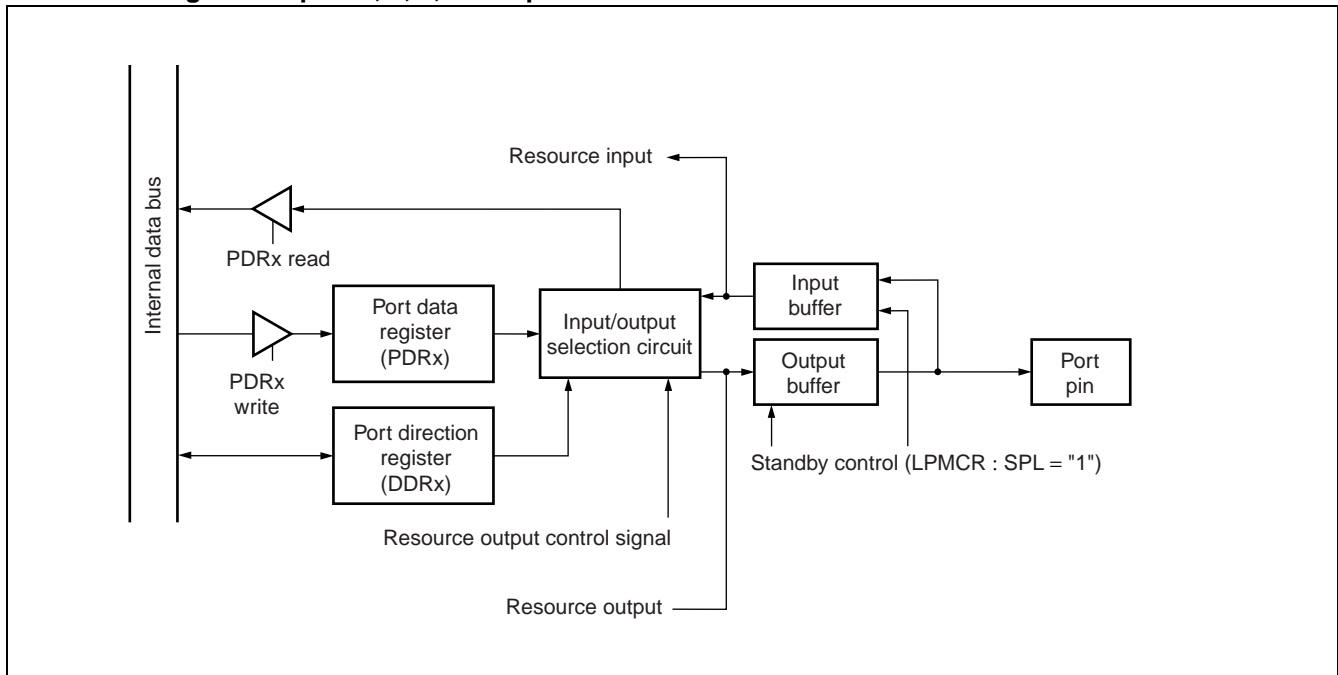 Internal data bus
Resource input
PDRx read
Port data
register
(PDRx)
Input/output
selection circuit
Input
buffer
Output
buffer
Port
pin
PDRx
write
Port direction
register
(DDRx)
Standby control (LPMCR : SPL = "1")
Resource output control signal
Resource output